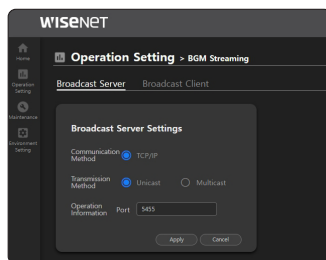 WISENET
Home
Operation Setting > BGM Streaming
Operation
Setting
Broadcast Server Broadcast Client
Maintenance
Environment
Setting
Broadcast Server Settings
Communication
Method
TCP/IP
Transmission
Method
Unicast Multicast
Operation
Information
Port 5455
Apply Cancel